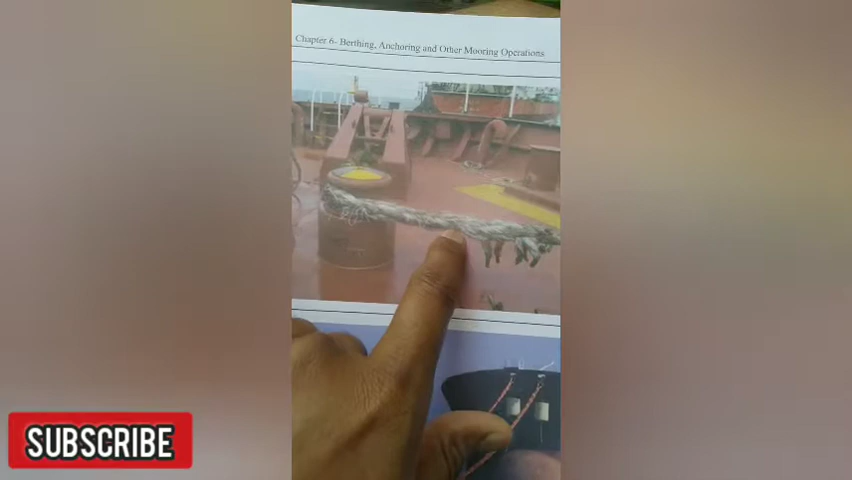 Chapter 6- Berthing, Anchoring and Other Mooring Operations
SUBSCRIBE